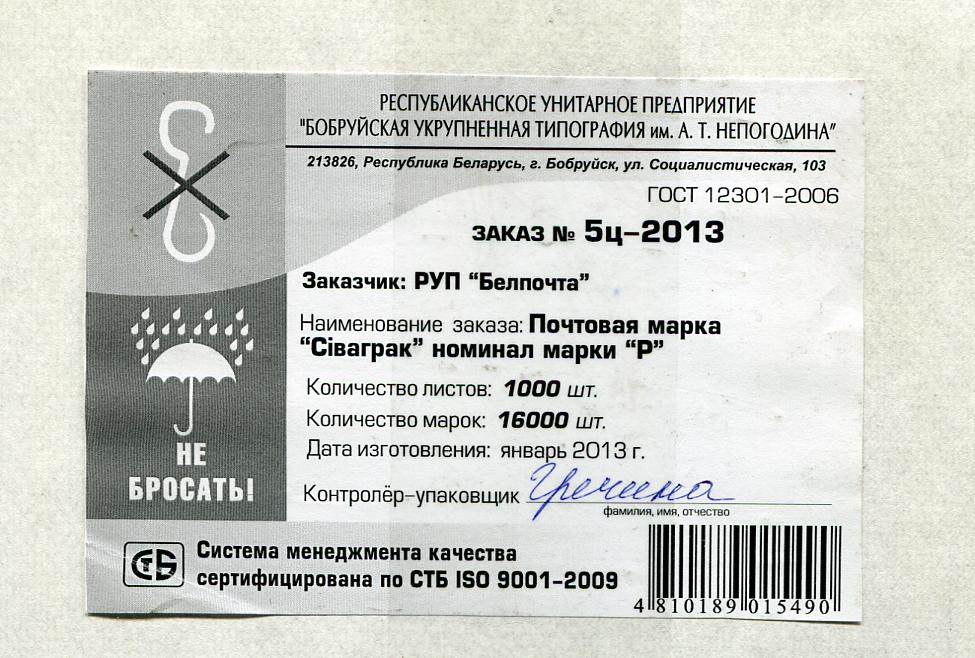 РЕСПУБЛИКАНСКОЕ УНИТАРНОЕ ПРЕДПРИЯТИЕ
"БОБРУЙСКАЯ УКРУПНЕННАЯ ТИПОГРАФИЯ им. А. Т. НЕПОГОДИНА"
213826, Республика Беларусь, г. Бобруйск, ул. Социалистическая, 103
ГОСТ 12301-2006
ЗАКАЗ № 5ц-2013
Заказчик: РУП "Белпочта"
Наименование заказа: Почтовая марка
"Сіваграк" номинал марки "Р"
Количество листов: 1000 шт.
Количество марок: 16000 шт.
Дата изготовления: январь 2013 г.
Контролёр-упаковщик Гречина
фамилия, имя, отчество
НЕ
БРОСАТЬ!
СТБ
Система менеджмента качества
сертифицирована по СТБ ISO 9001-2009
4 810189 015490